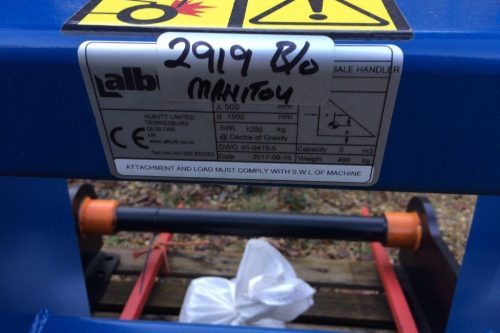 2919 B/O
MANITOU
albu
BALE HANDLER
A 500 mm
B 1500 mm
SWL 1200 kg
@ Centre of Gravity
ALBUTT LIMITED
TEWKESBURY
GL20 7AR
UK
www.albutt.co.uk
CE
DWG 01-0419-5
Capacity 0 m3
Date 2017-09-15
Weight 490 kg
ATTACHMENT AND LOAD MUST COMPLY WITH S.W.L OF MACHINE